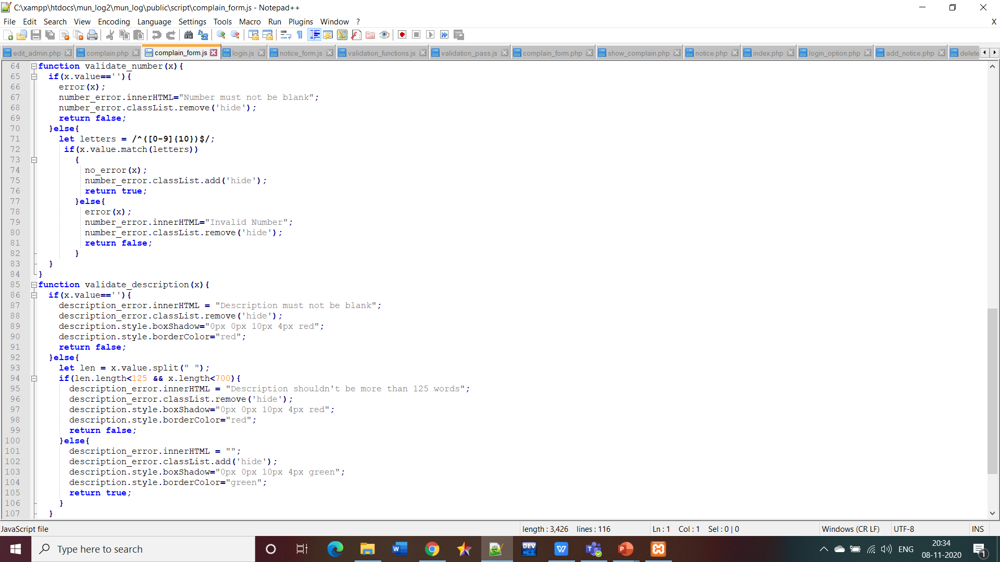 C:\xampp\htdocs\mun_log2\mun_log\public\script\complain_form.js - Notepad++
File Edit Search View Encoding Language Settings Tools Macro Run Plugins Window ? X
edit_admin.php complain.php complain_form.js login.js notice_form.js validation_functions.js validation_pass.js complain_form.php show_complain.php notice.php index.php login_option.php add_notice.php delete
64 function validate_number(x){
65 if(x.value==''){
66 error(x);
67 number_error.innerHTML="Number must not be blank";
68 number_error.classList.remove('hide');
69 return false;
70 }else{
71 let letters = /^([0-9]{10})$/;
72 if(x.value.match(letters))
73 {
74 no_error(x);
75 number_error.classList.add('hide');
76 return true;
77 }else{
78 error(x);
79 number_error.innerHTML="Invalid Number";
80 number_error.classList.remove('hide');
81 return false;
82 }
83 }
84 }
85 function validate_description(x){
86 if(x.value==''){
87 description_error.innerHTML = "Description must not be blank";
88 description_error.classList.remove('hide');
89 description.style.boxShadow="0px 0px 10px 4px red";
90 description.style.borderColor="red";
91 return false;
92 }else{
93 let len = x.value.split(" ");
94 if(len.length<125 && x.length<700){
95 description_error.innerHTML = "Description shouldn't be more than 125 words";
96 description_error.classList.remove('hide');
97 description.style.boxShadow="0px 0px 10px 4px red";
98 description.style.borderColor="red";
99 return false;
100 }else{
101 description_error.innerHTML = "";
102 description_error.classList.add('hide');
103 description.style.boxShadow="0px 0px 10px 4px green";
104 description.style.borderColor="green";
105 return true;
106 }
107 }
JavaScript file length : 3,426 lines : 116 Ln : 1 Col : 1 Sel : 0 | 0 Windows (CR LF) UTF-8 INS
Type here to search DEV C++ ENG 20:34
08-11-2020 1